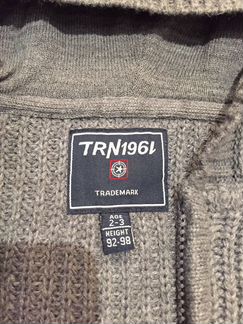 TRN1961
TRADEMARK
AGE
2-3
HEIGHT
92-98